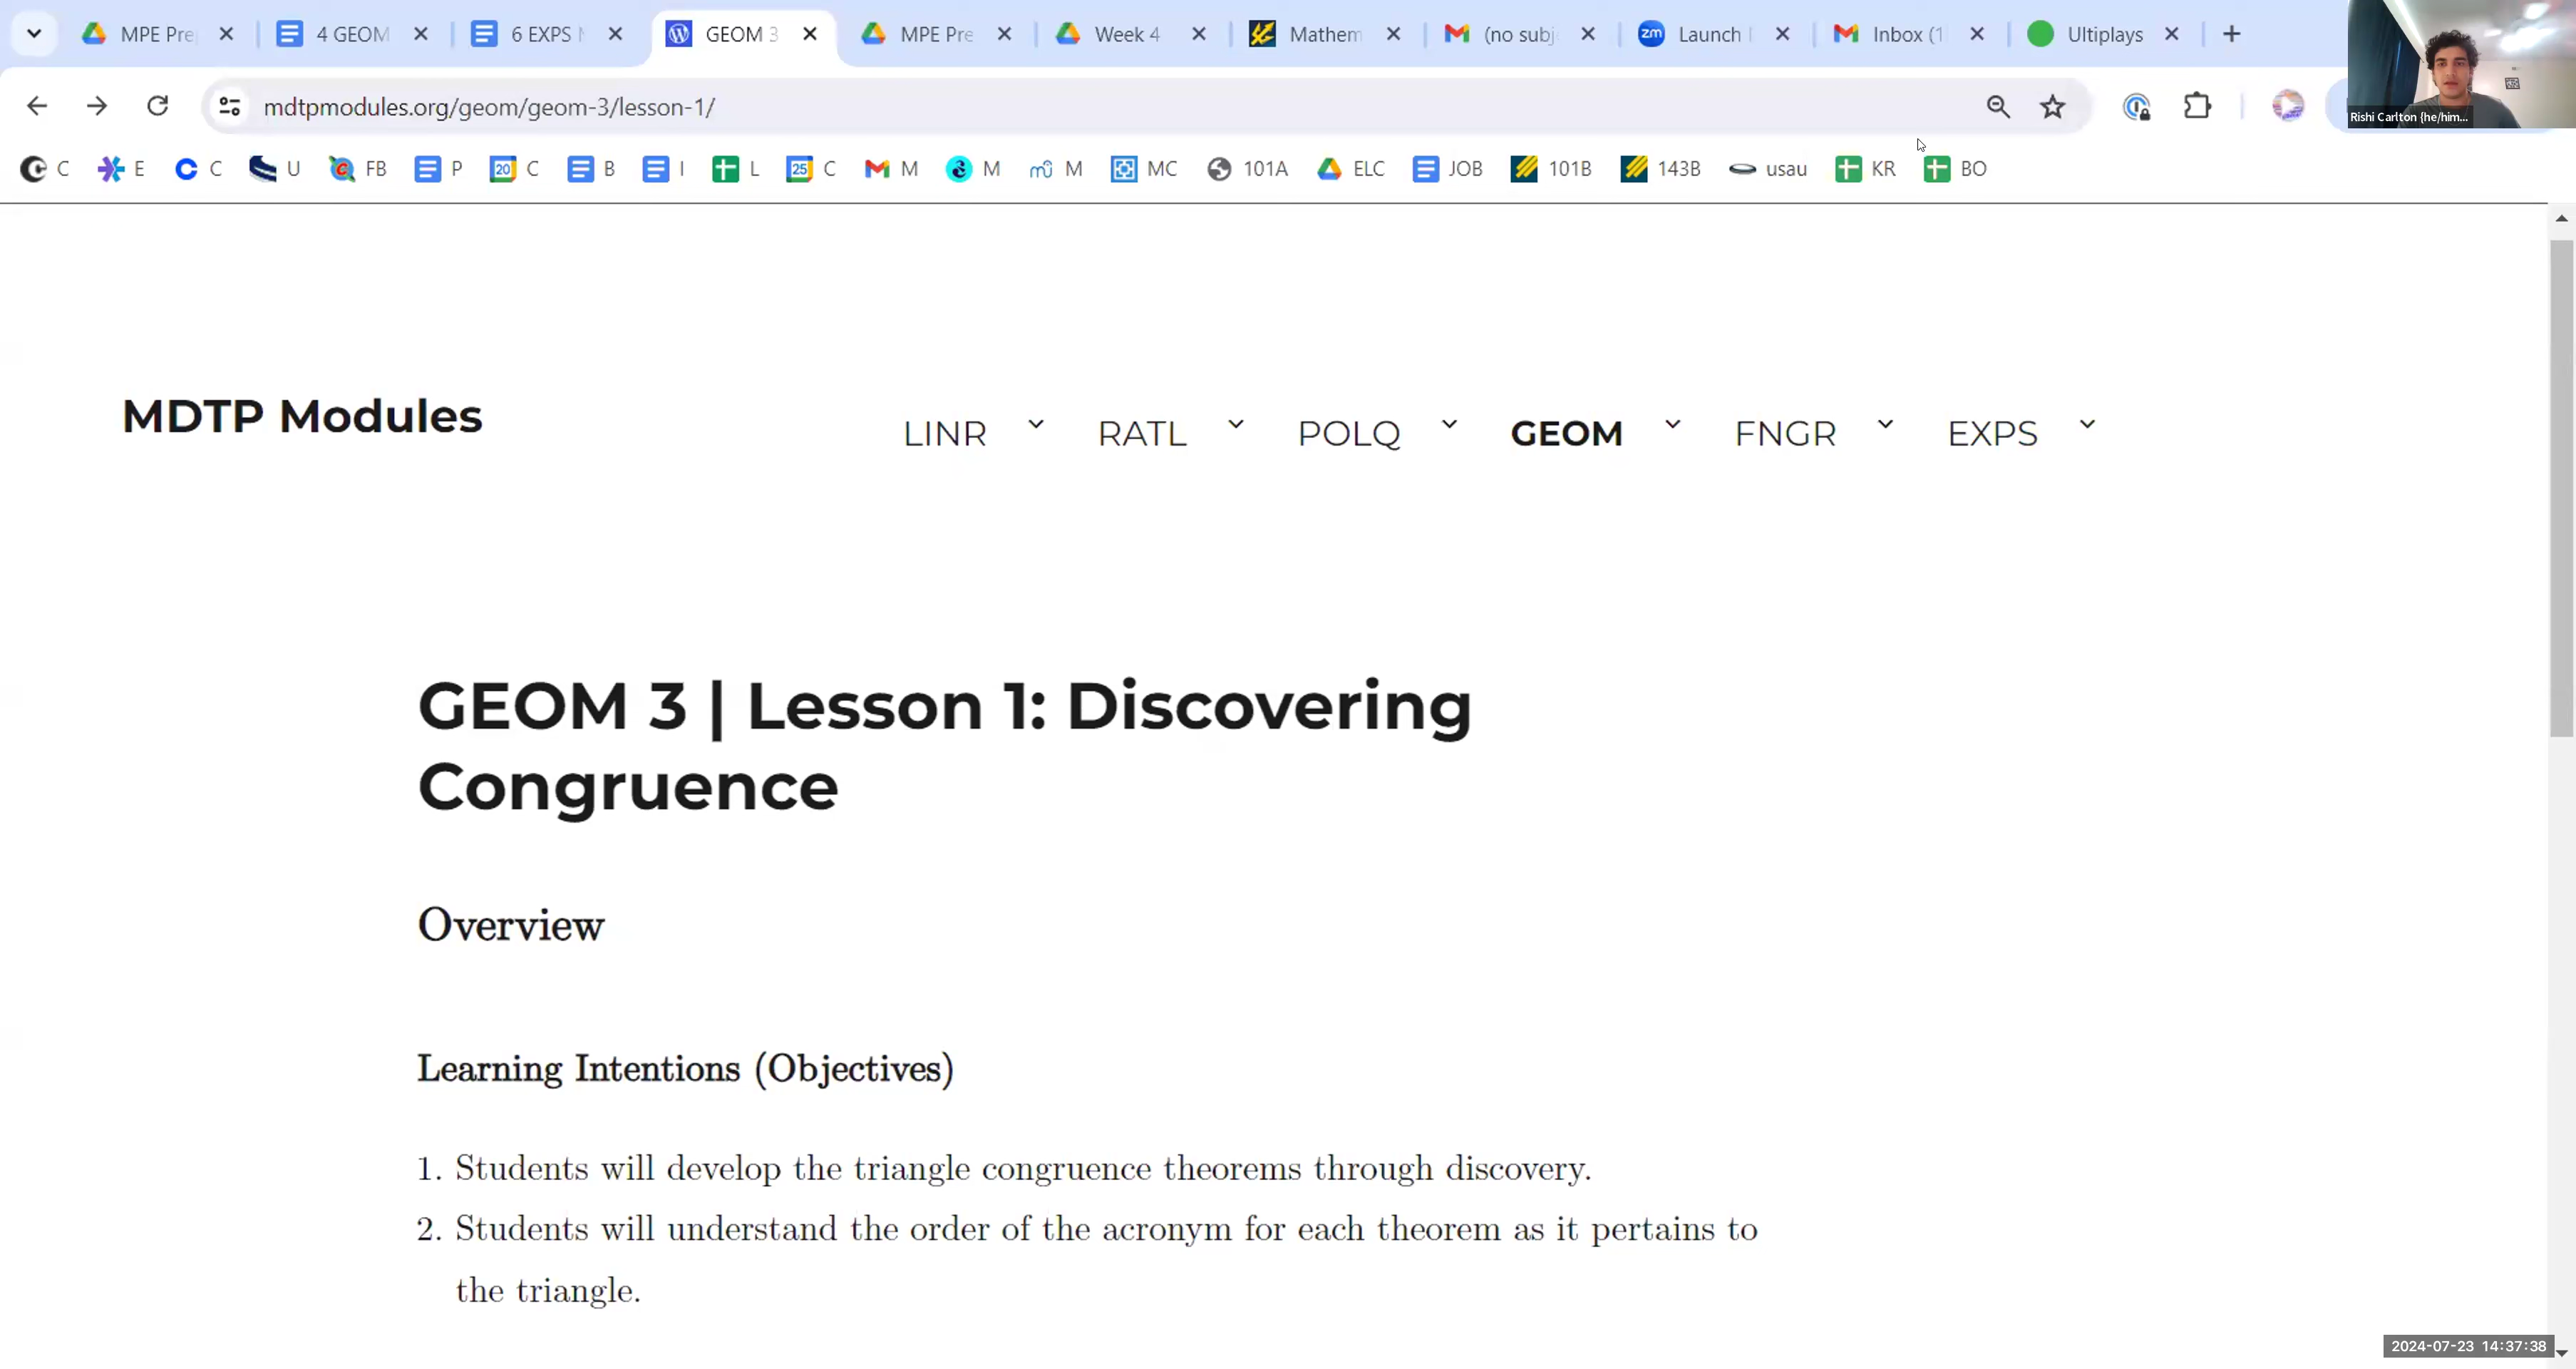 MPE Pre
4 GEOM
6 EXPS
GEOM 3
MPE Pre
Week 4
Mathem
(no subj
zm Launch
Inbox (1
Ultiplays
mdtpmodules.org/geom/geom-3/lesson-1/
Rishi Carlton {he/him...
C E C U FB P 20 C B I L 25 C M M M MC 101A ELC JOB 101B 143B usau KR BO
MDTP Modules
LINR RATL POLQ GEOM FNGR EXPS
GEOM 3 | Lesson 1: Discovering
Congruence
Overview
Learning Intentions (Objectives)
1. Students will develop the triangle congruence theorems through discovery.
2. Students will understand the order of the acronym for each theorem as it pertains to
the triangle.
2024-07-23 14:37:38